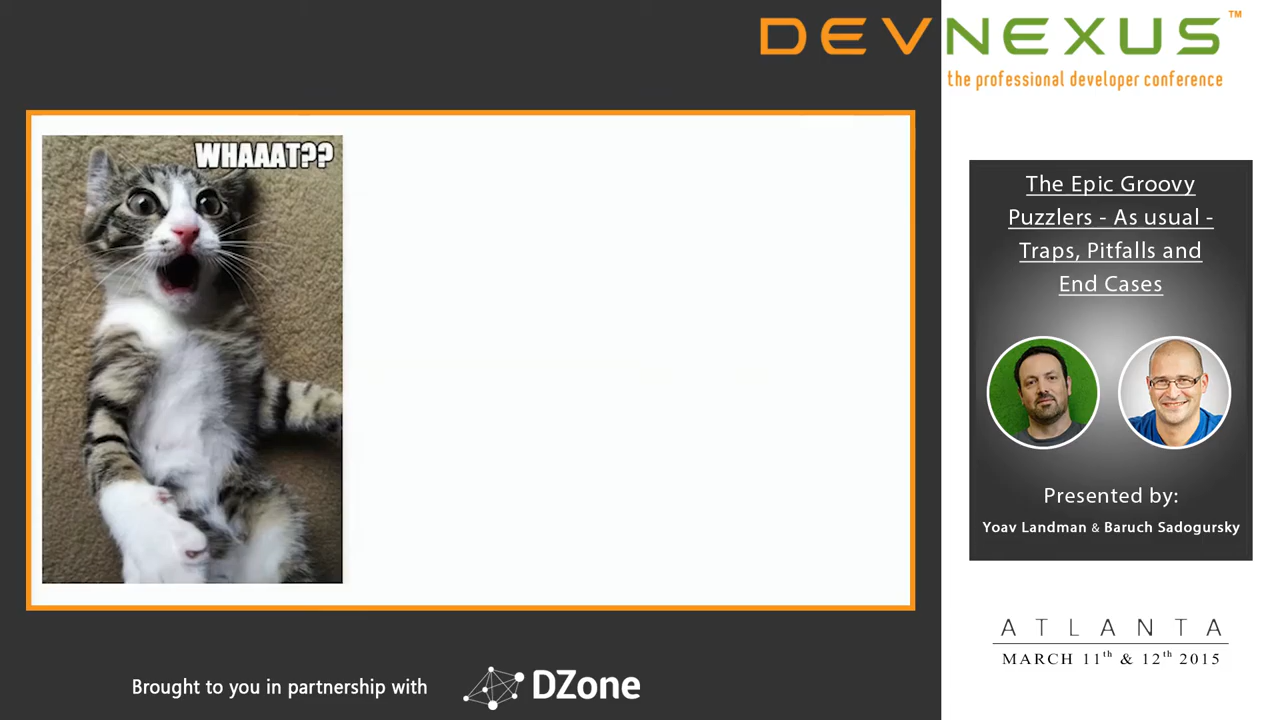 DEVNEXUS™
the professional developer conference
WHAAAT??
The Epic Groovy
Puzzlers - As usual -
Traps, Pitfalls and
End Cases
Presented by:
Yoav Landman & Baruch Sadogursky
ATLANTA
MARCH 11th & 12th 2015
Brought to you in partnership with
DZone